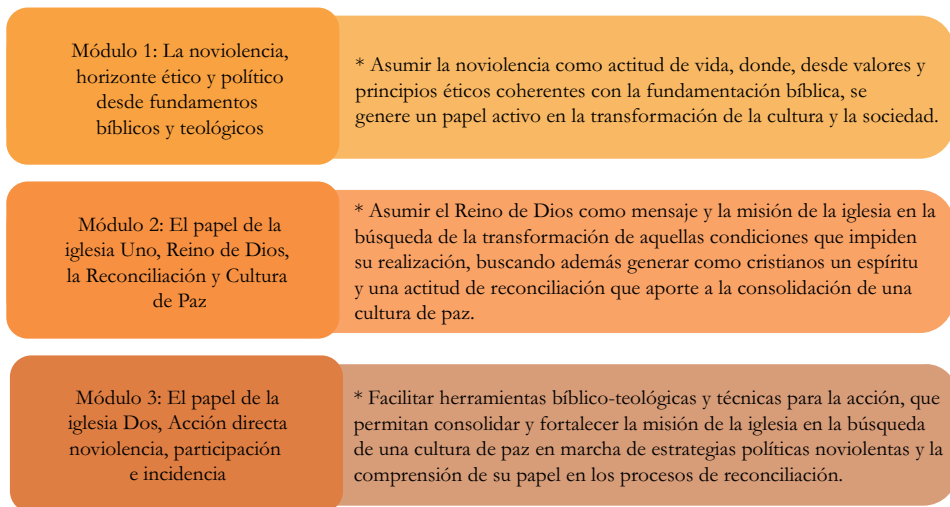 Módulo 1: La noviolencia,
horizonte ético y político
desde fundamentos
bíblicos y teológicos
* Asumir la noviolencia como actitud de vida, donde, desde valores y
principios éticos coherentes con la fundamentación bíblica, se
genere un papel activo en la transformación de la cultura y la sociedad.
Módulo 2: El papel de la
iglesia Uno, Reino de Dios,
la Reconciliación y Cultura
de Paz
* Asumir el Reino de Dios como mensaje y la misión de la iglesia en la
búsqueda de la transformación de aquellas condiciones que impiden
su realización, buscando además generar como cristianos un espíritu
y una actitud de reconciliación que aporte a la consolidación de una
cultura de paz.
Módulo 3: El papel de la
iglesia Dos, Acción directa
noviolencia, participación
e incidencia
* Facilitar herramientas bíblico-teológicas y técnicas para la acción, que
permitan consolidar y fortalecer la misión de la iglesia en la búsqueda
de una cultura de paz en marcha de estrategias políticas noviolentas y la
comprensión de su papel en los procesos de reconciliación.